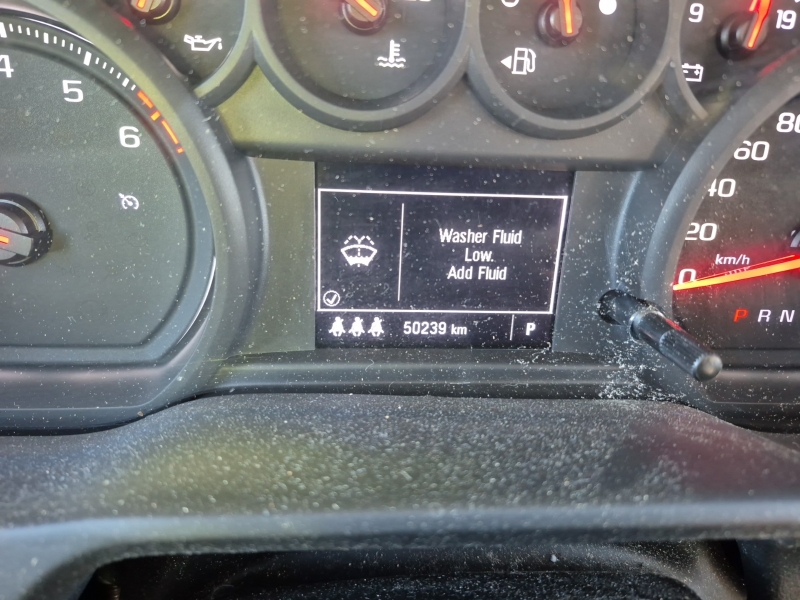 4
5
6
9
19
Washer Fluid
Low.
Add Fluid
50239 km
P
80
60
40
20
0
km/h
P R N